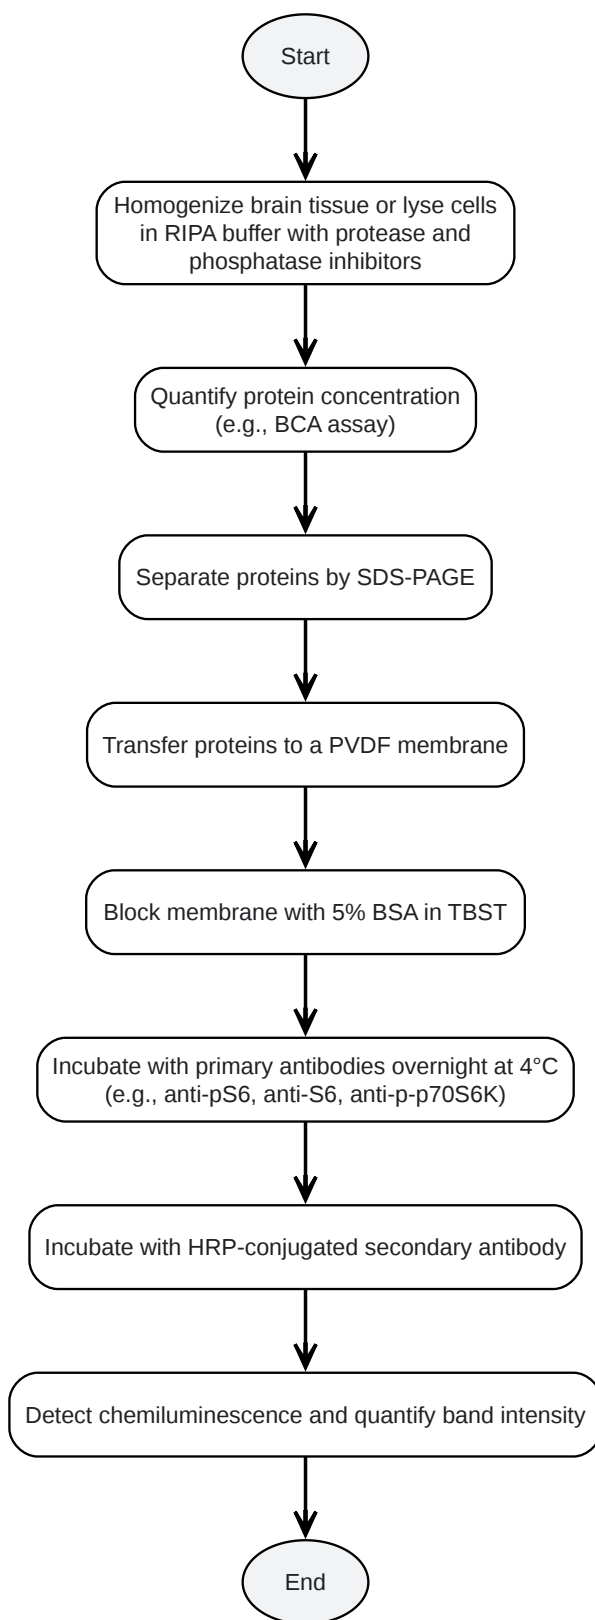 Start
Homogenize brain tissue or lyse cells
in RIPA buffer with protease and
phosphatase inhibitors
Quantify protein concentration
(e.g., BCA assay)
Separate proteins by SDS-PAGE
Transfer proteins to a PVDF membrane
Block membrane with 5% BSA in TBST
Incubate with primary antibodies overnight at 4°C
(e.g., anti-pS6, anti-S6, anti-p-p70S6K)
Incubate with HRP-conjugated secondary antibody
Detect chemiluminescence and quantify band intensity
End